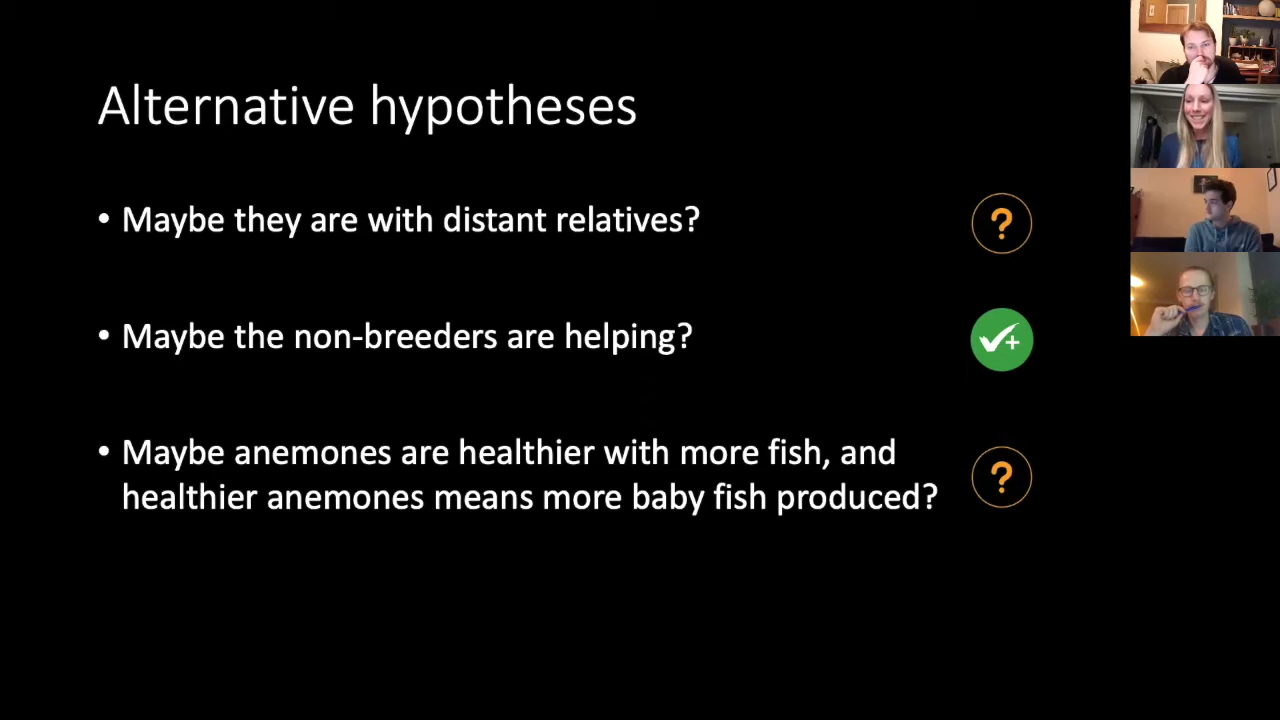 Alternative hypotheses
• Maybe they are with distant relatives?
?
• Maybe the non-breeders are helping?
+
• Maybe anemones are healthier with more fish, and
healthier anemones means more baby fish produced?
?